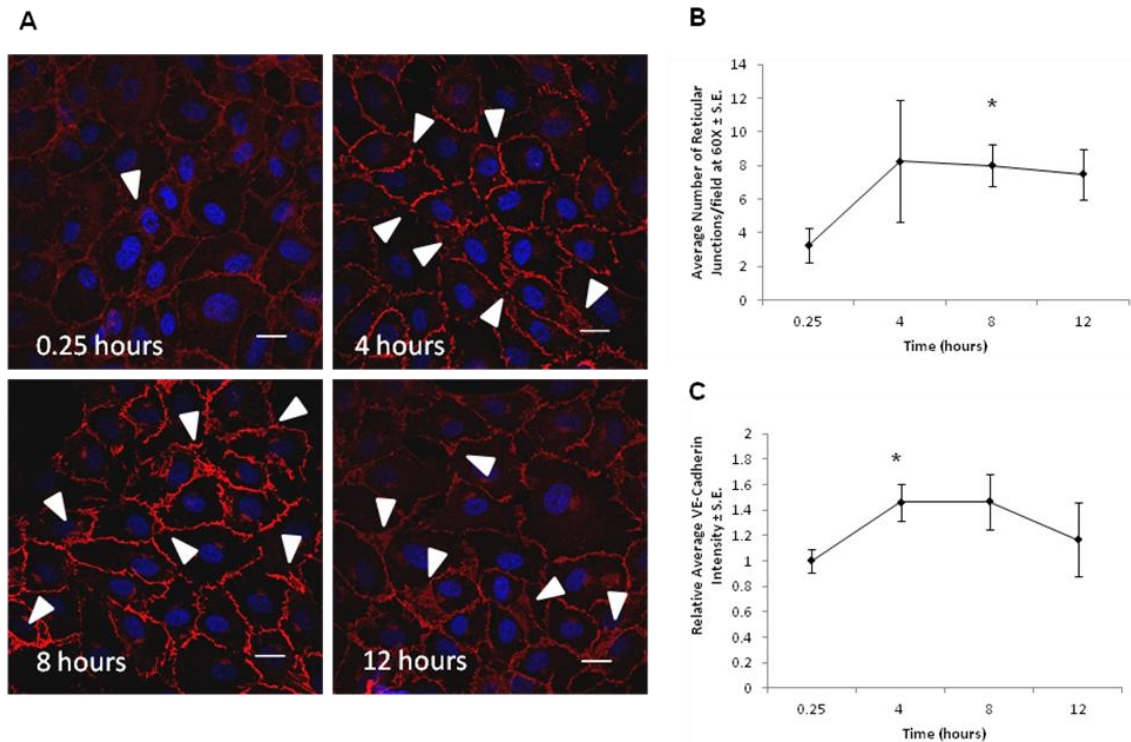 A
0.25 hours
4 hours
8 hours
12 hours
B
Average Number of Reticular
Junctions/field at 60X ± S.E.
14
12
10
8
6
4
2
0
*
0.25
4
8
12
Time (hours)
C
Relative Average VE-Cadherin
Intensity ± S.E.
2
1.8
1.6
1.4
1.2
1
0.8
0.6
0.4
0.2
0
*
0.25
4
8
12
Time (hours)